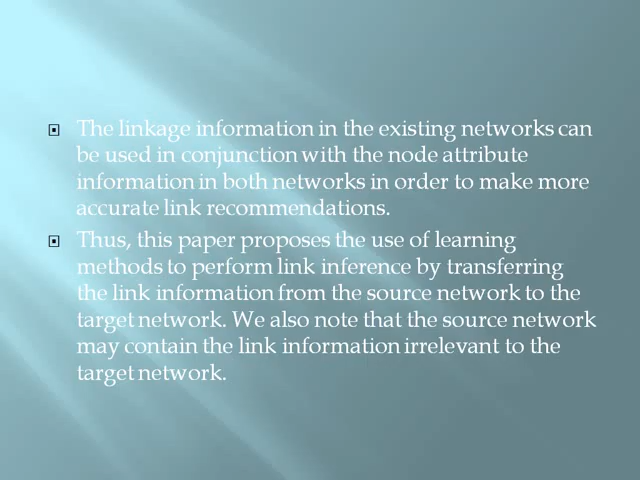 The linkage information in the existing networks can
be used in conjunction with the node attribute
information in both networks in order to make more
accurate link recommendations.
Thus, this paper proposes the use of learning
methods to perform link inference by transferring
the link information from the source network to the
target network. We also note that the source network
may contain the link information irrelevant to the
target network.